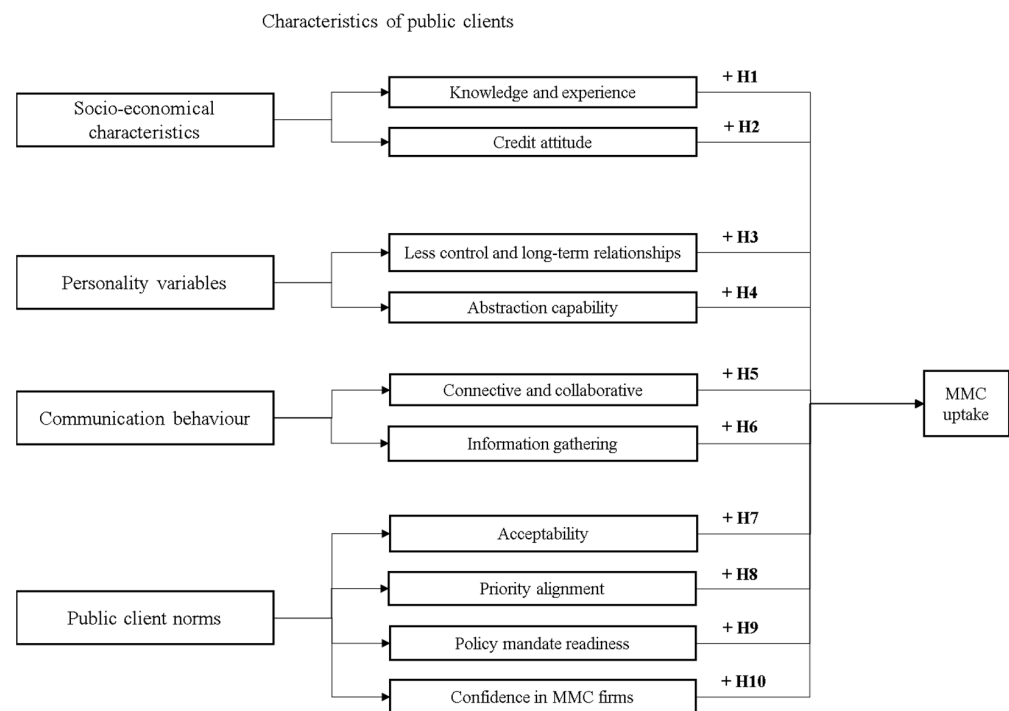 Characteristics of public clients
Socio-economical
characteristics
Knowledge and experience
+ H1
Credit attitude
+ H2
Personality variables
Less control and long-term relationships
+ H3
Abstraction capability
+ H4
Communication behaviour
Connective and collaborative
+ H5
Information gathering
+ H6
Public client norms
Acceptability
+ H7
Priority alignment
+ H8
Policy mandate readiness
+ H9
Confidence in MMC firms
+ H10
MMC
uptake